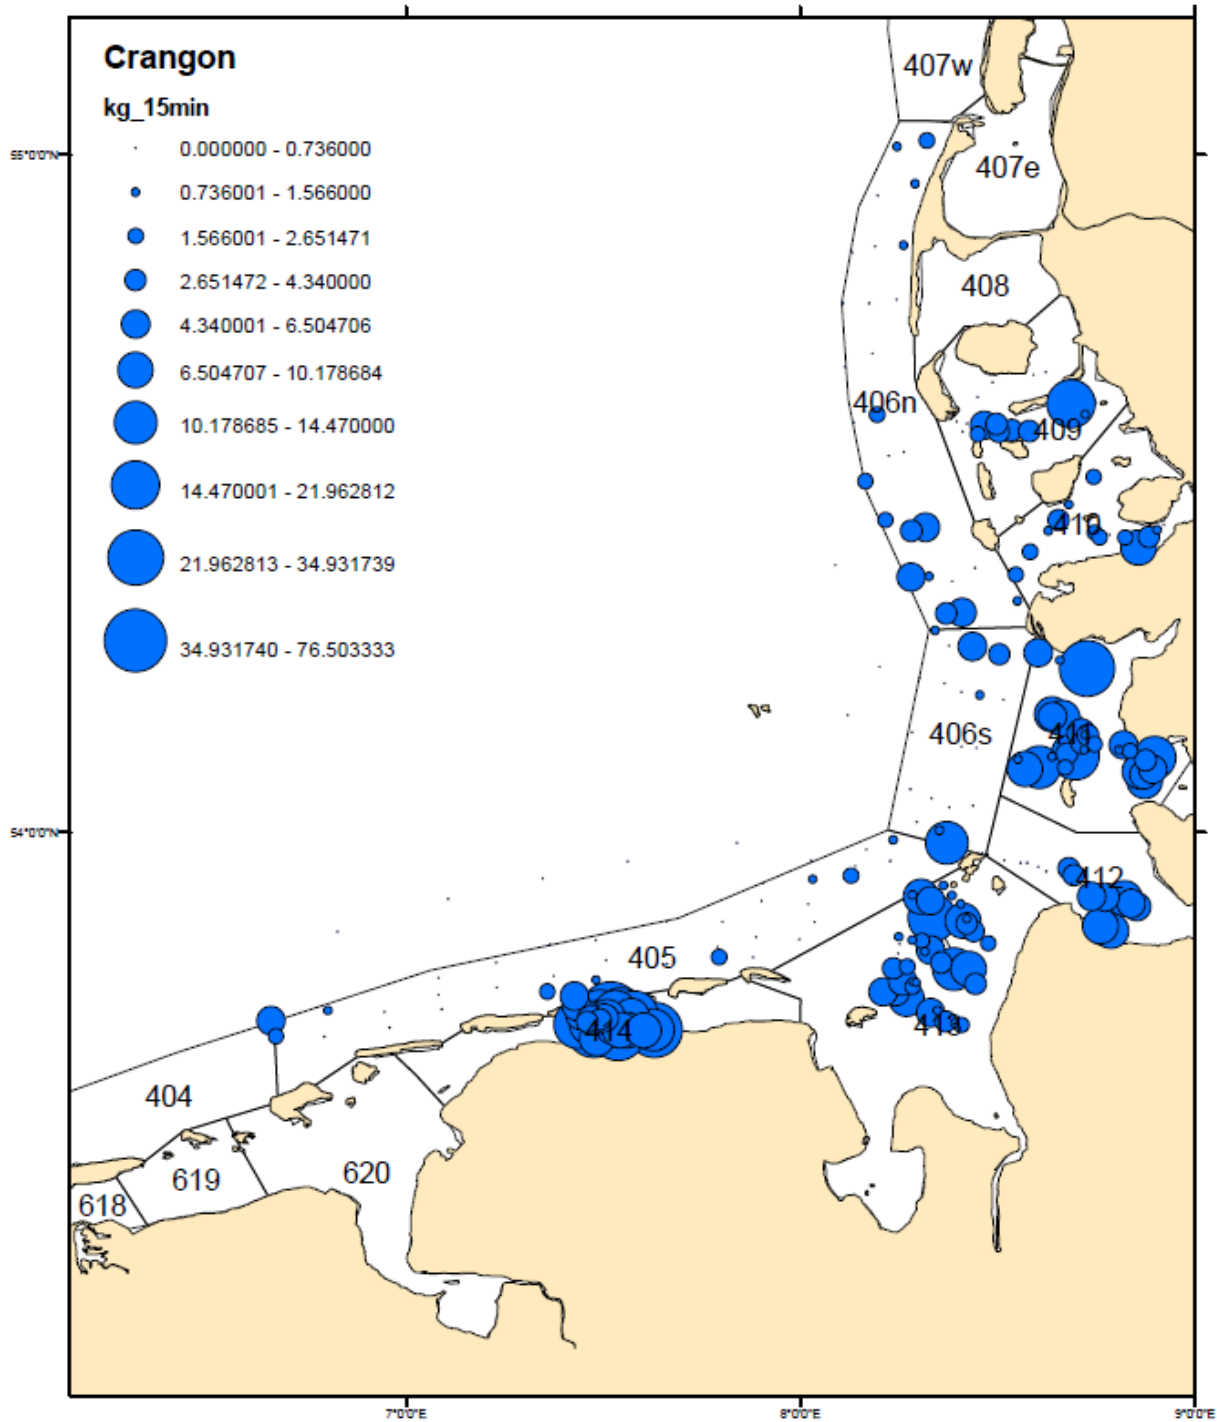 Crangon
kg_15min
0.000000 - 0.736000
0.736001 - 1.566000
1.566001 - 2.651471
2.651472 - 4.340000
4.340001 - 6.504706
6.504707 - 10.178684
10.178685 - 14.470000
14.470001 - 21.962812
21.962813 - 34.931739
34.931740 - 76.503333
407w
55°0'0"N
407e
408
406n
409
410
406s
411
54°0'0"N
412
405
414
413
404
620
619
618
7°0'0"E
8°0'0"E
9°0'0"E